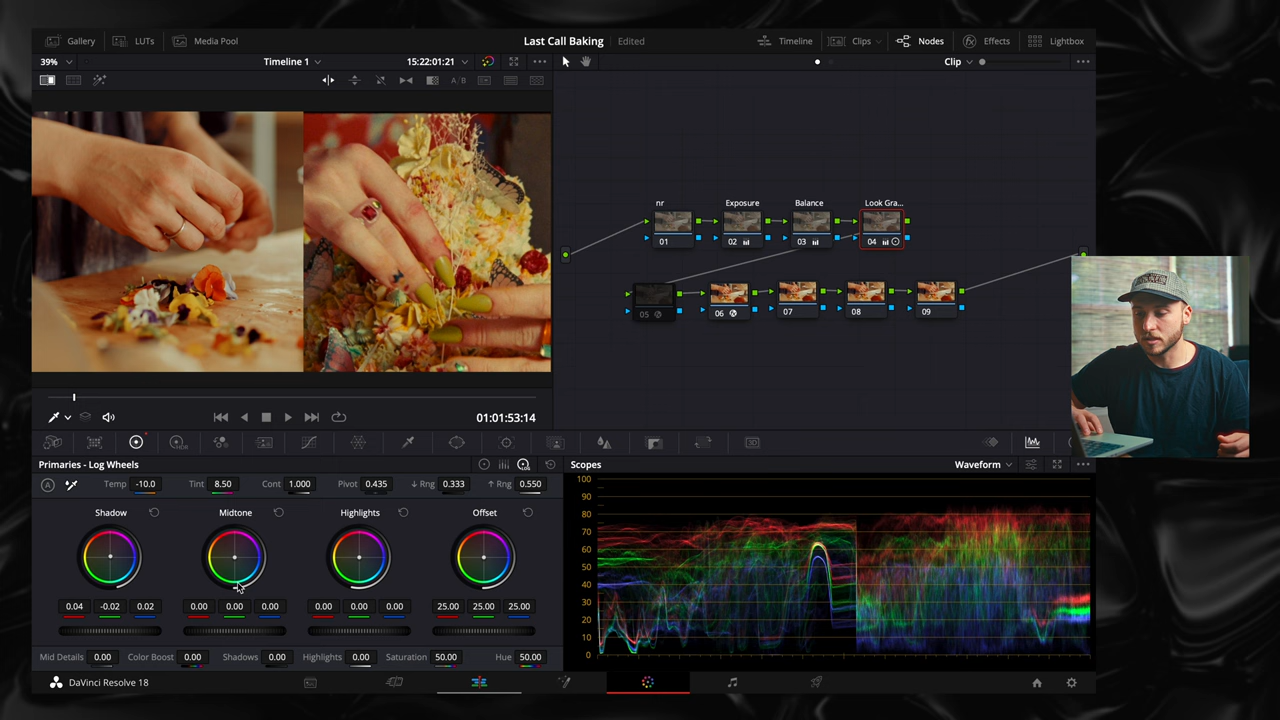 Gallery LUTs Media Pool Last Call Baking Edited Timeline Clips Nodes Effects Lightbox
39% Timeline 1 15:22:01:21 Clip
A/B
nr Exposure Balance Look Gra...
01 02 03 04
05 06 07 08 09
01:01:53:14
Primaries - Log Wheels Scopes Waveform
Temp -10.0 Tint 8.50 Cont 1.000 Pivot 0.435 ↓ Rng 0.333 ↑ Rng 0.550
Shadow Midtone Highlights Offset
0.04 -0.02 0.02 0.00 0.00 0.00 0.00 0.00 0.00 25.00 25.00 25.00
Mid Details 0.00 Color Boost 0.00 Shadows 0.00 Highlights 0.00 Saturation 50.00 Hue 50.00
100
90
80
70
60
50
40
30
20
10
0
DaVinci Resolve 18